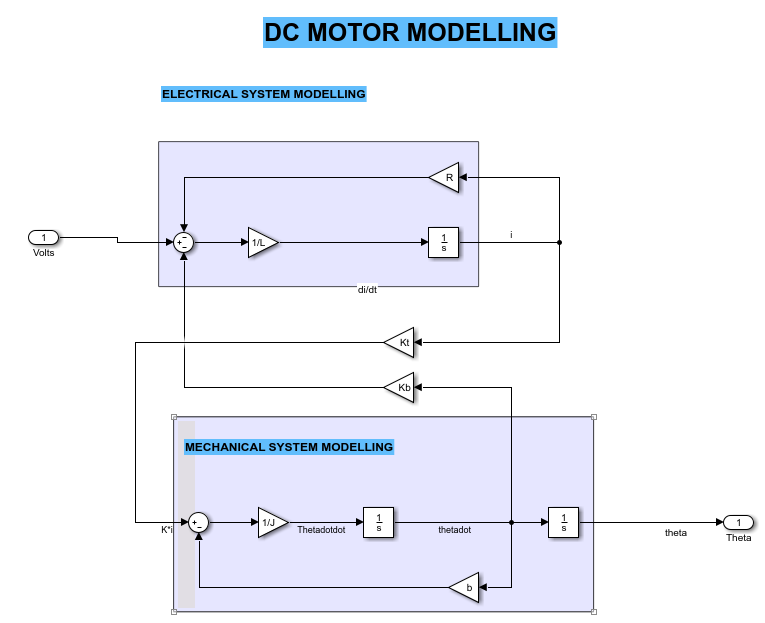 DC MOTOR MODELLING
ELECTRICAL SYSTEM MODELLING
R
1
Volts
+
−
−
1/L
1
s
i
di/dt
Kt
Kb
MECHANICAL SYSTEM MODELLING
K*i
+
−
1/J
Thetadotdot
1
s
thetadot
1
s
theta
1
Theta
b